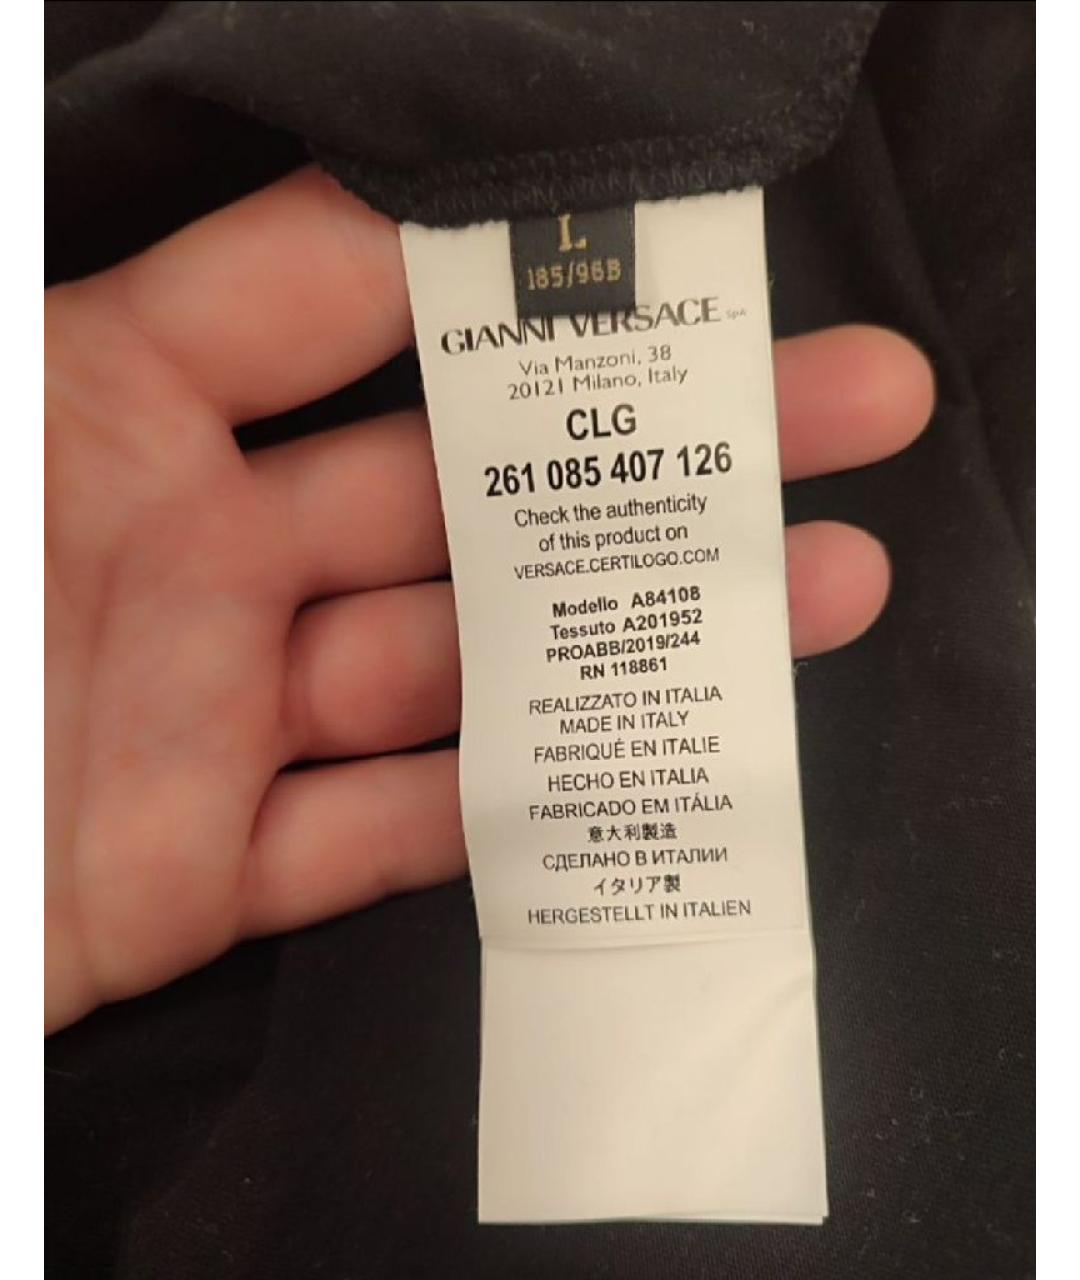 L
185/96B
GIANNI VERSACE SpA
Via Manzoni, 38
20121 Milano, Italy
CLG
261 085 407 126
Check the authenticity
of this product on
VERSACE.CERTILOGO.COM
Modello A84108
Tessuto A201952
PROABB/2019/244
RN 118861
REALIZZATO IN ITALIA
MADE IN ITALY
FABRIQUÉ EN ITALIE
HECHO EN ITALIA
FABRICADO EM ITÁLIA
意大利製造
СДЕЛАНО В ИТАЛИИ
イタリア製
HERGESTELLT IN ITALIEN